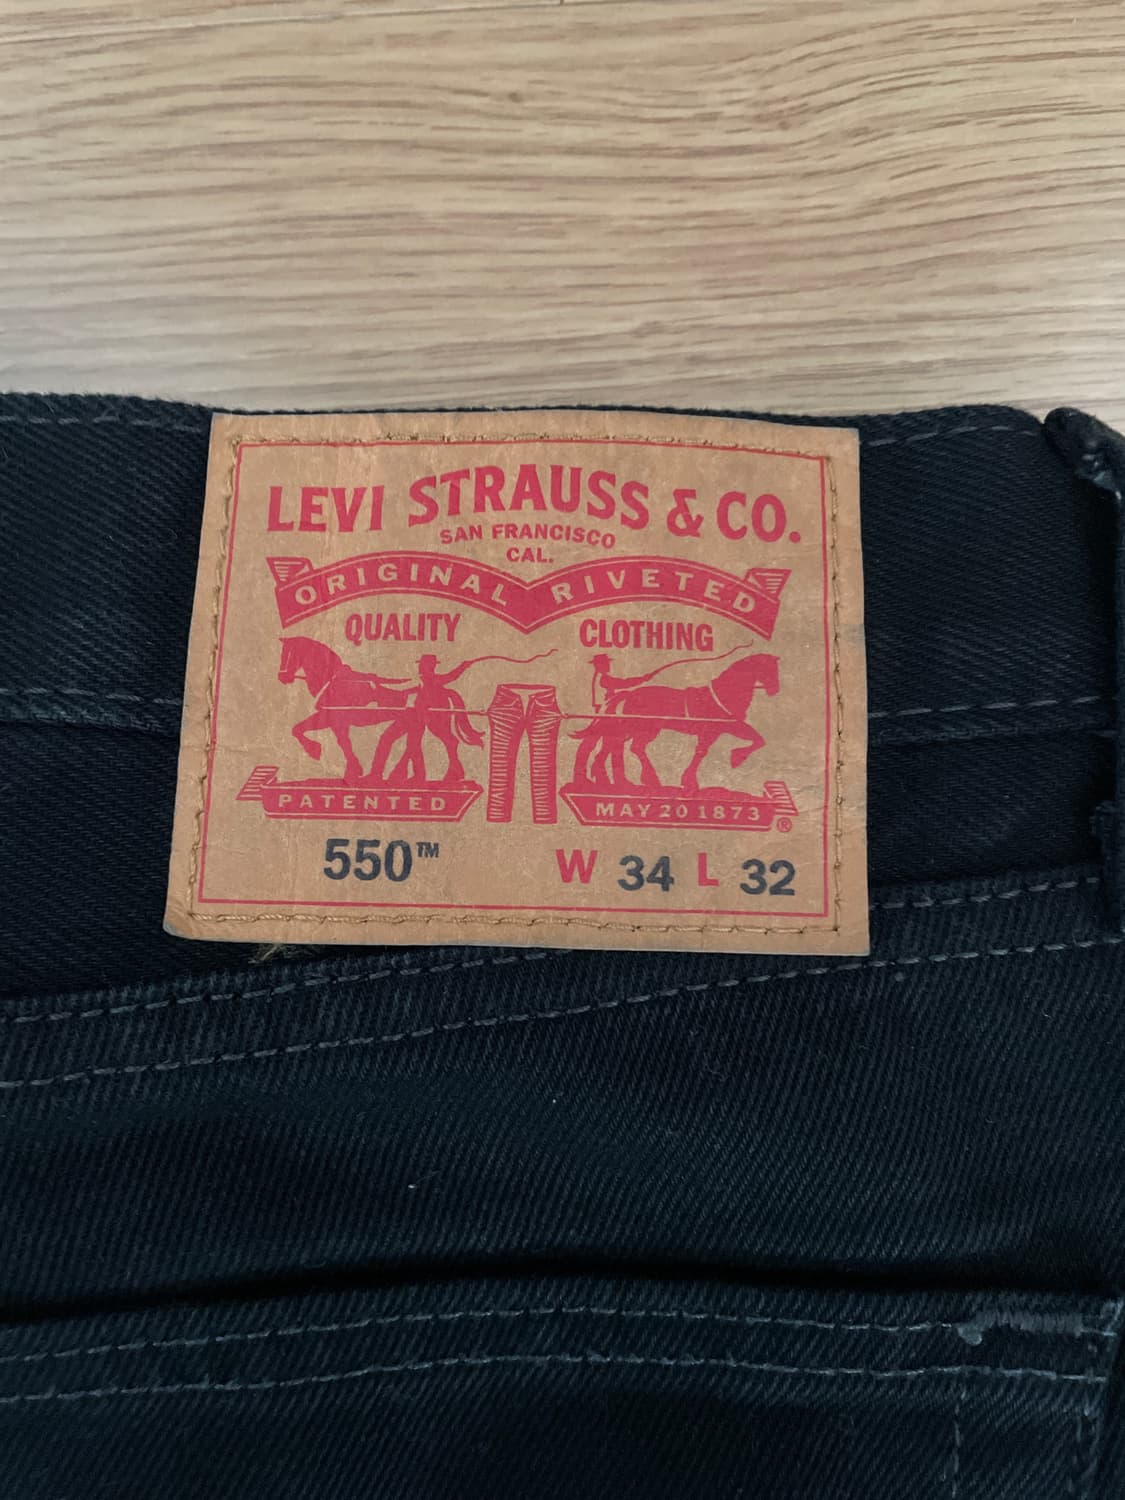 LEVI STRAUSS & CO.
SAN FRANCISCO
CAL.
ORIGINAL RIVETED
QUALITY CLOTHING
PATENTED MAY 20 1873 ®
550™ W 34 L 32